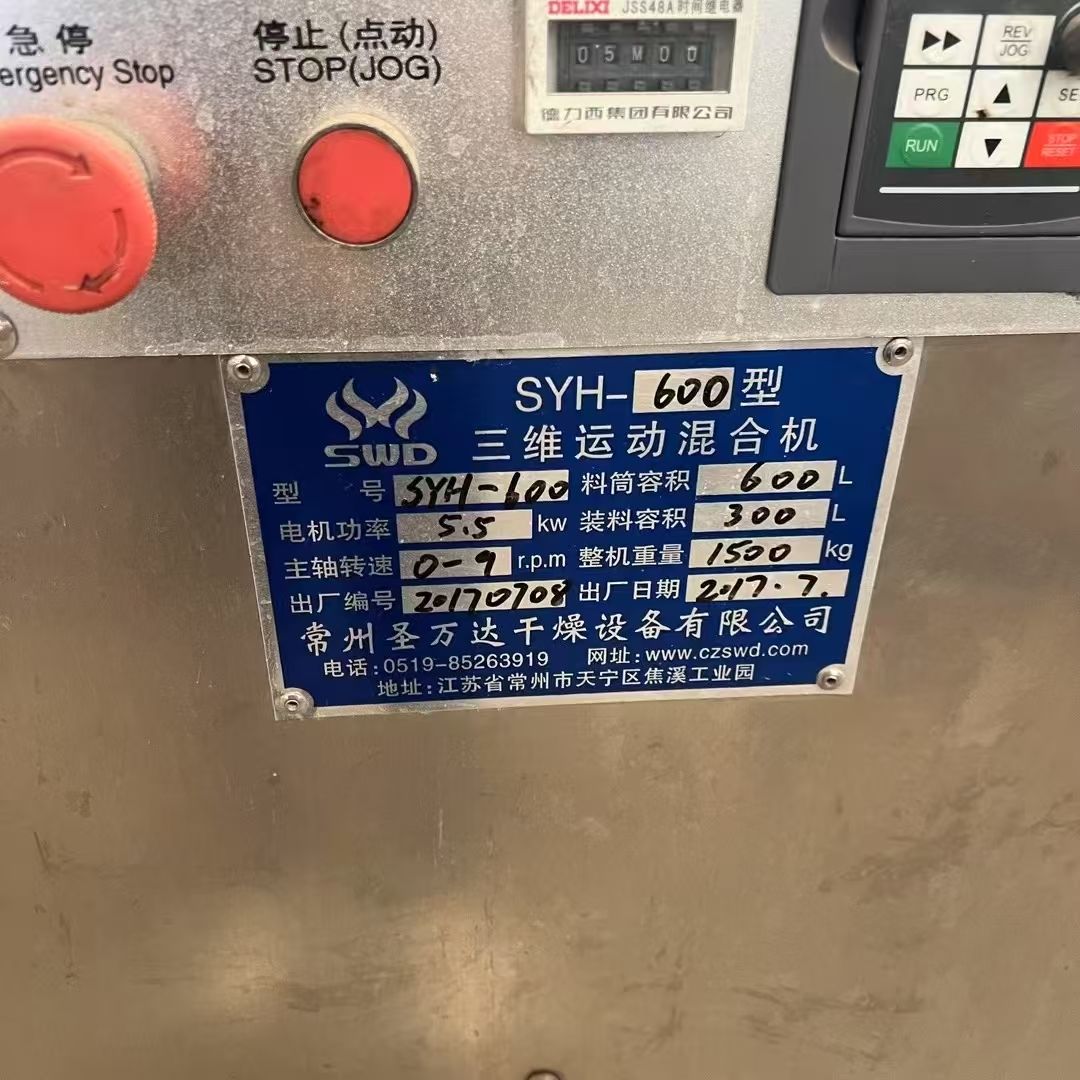 急停
mergency Stop
停止(点动)
STOP(JOG)
DELIXI JSS48A时间继电器
05M00
德力西集团有限公司
REV
JOG
PRG
SE
RUN
STOP
RESET
SWD
SYH-600型
三维运动混合机
型 号 SYH-600 料筒容积 600 L
电机功率 5.5 kw 装料容积 300 L
主轴转速 0-9 r.p.m 整机重量 1500 kg
出厂编号 20170708 出厂日期 2017.7.
常州圣万达干燥设备有限公司
电话:0519-85263919 网址:www.czswd.com
地址:江苏省常州市天宁区焦溪工业园